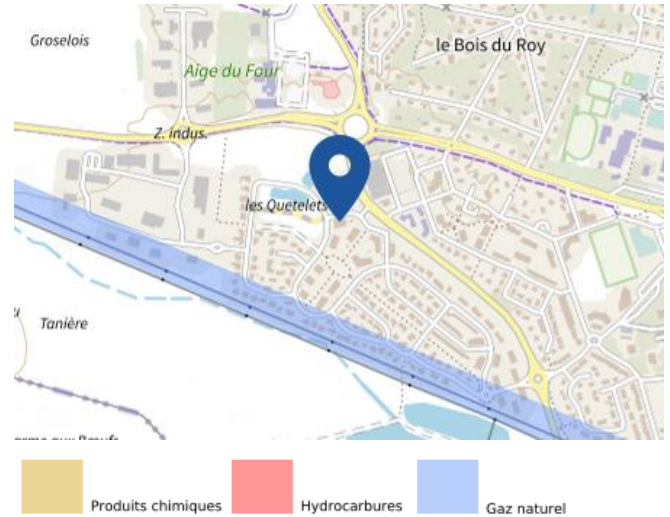 Groselois
le Bois du Roy
Aige du Four
Z. indus.
les Quetelets
Tanière
Produits chimiques
Hydrocarbures
Gaz naturel